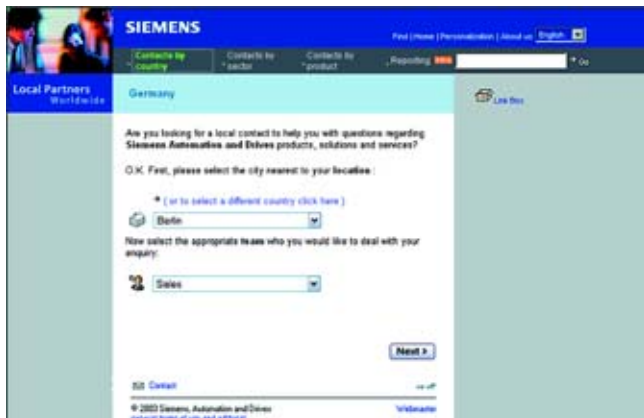 SIEMENS
Find | Home | Personalization | About us English
Contacts by country
Contacts by sector
Contacts by product
Reporting
Go
Local Partners
Worldwide
Germany
Link Box
Are you looking for a local contact to help you with questions regarding
Siemens Automation and Drives products, solutions and services?
O.K. First, please select the city nearest to your location :
( or to select a different country click here )
Berlin
Now select the appropriate team who you would like to deal with your
enquiry:
Sales
Next >
Contact
© 2003 Siemens, Automation and Drives
Webmaster